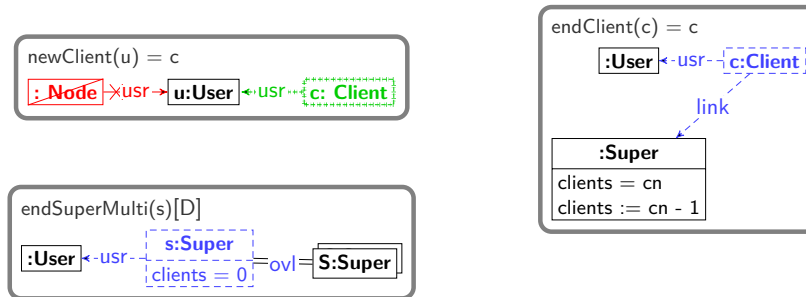 newClient(u) = c
: Node
usr
u:User
usr
c: Client
endClient(c) = c
:User
usr
c:Client
link
:Super
clients = cn
clients := cn - 1
endSuperMulti(s)[D]
:User
usr
s:Super
clients = 0
ovl
S:Super